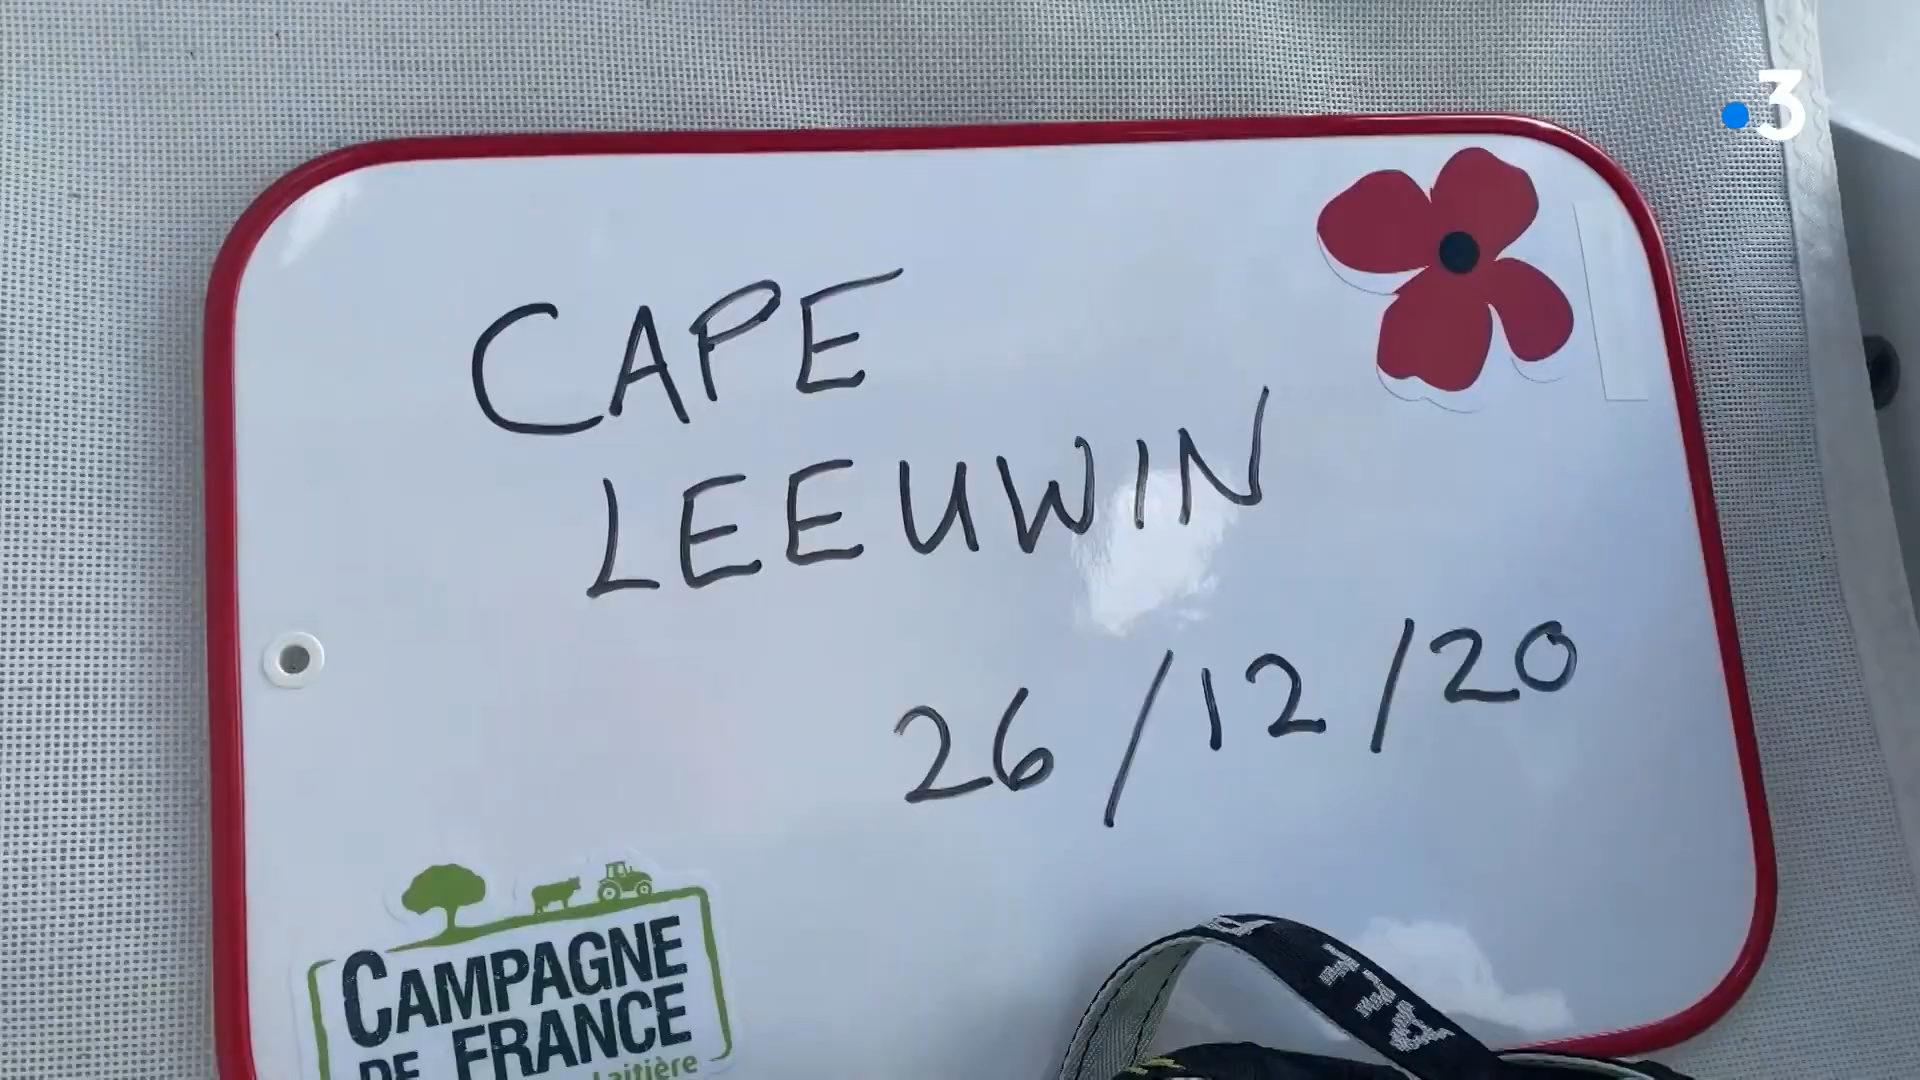 3
CAPE
LEEUWIN
26/12/20
CAMPAGNE
DE FRANCE
Laitière